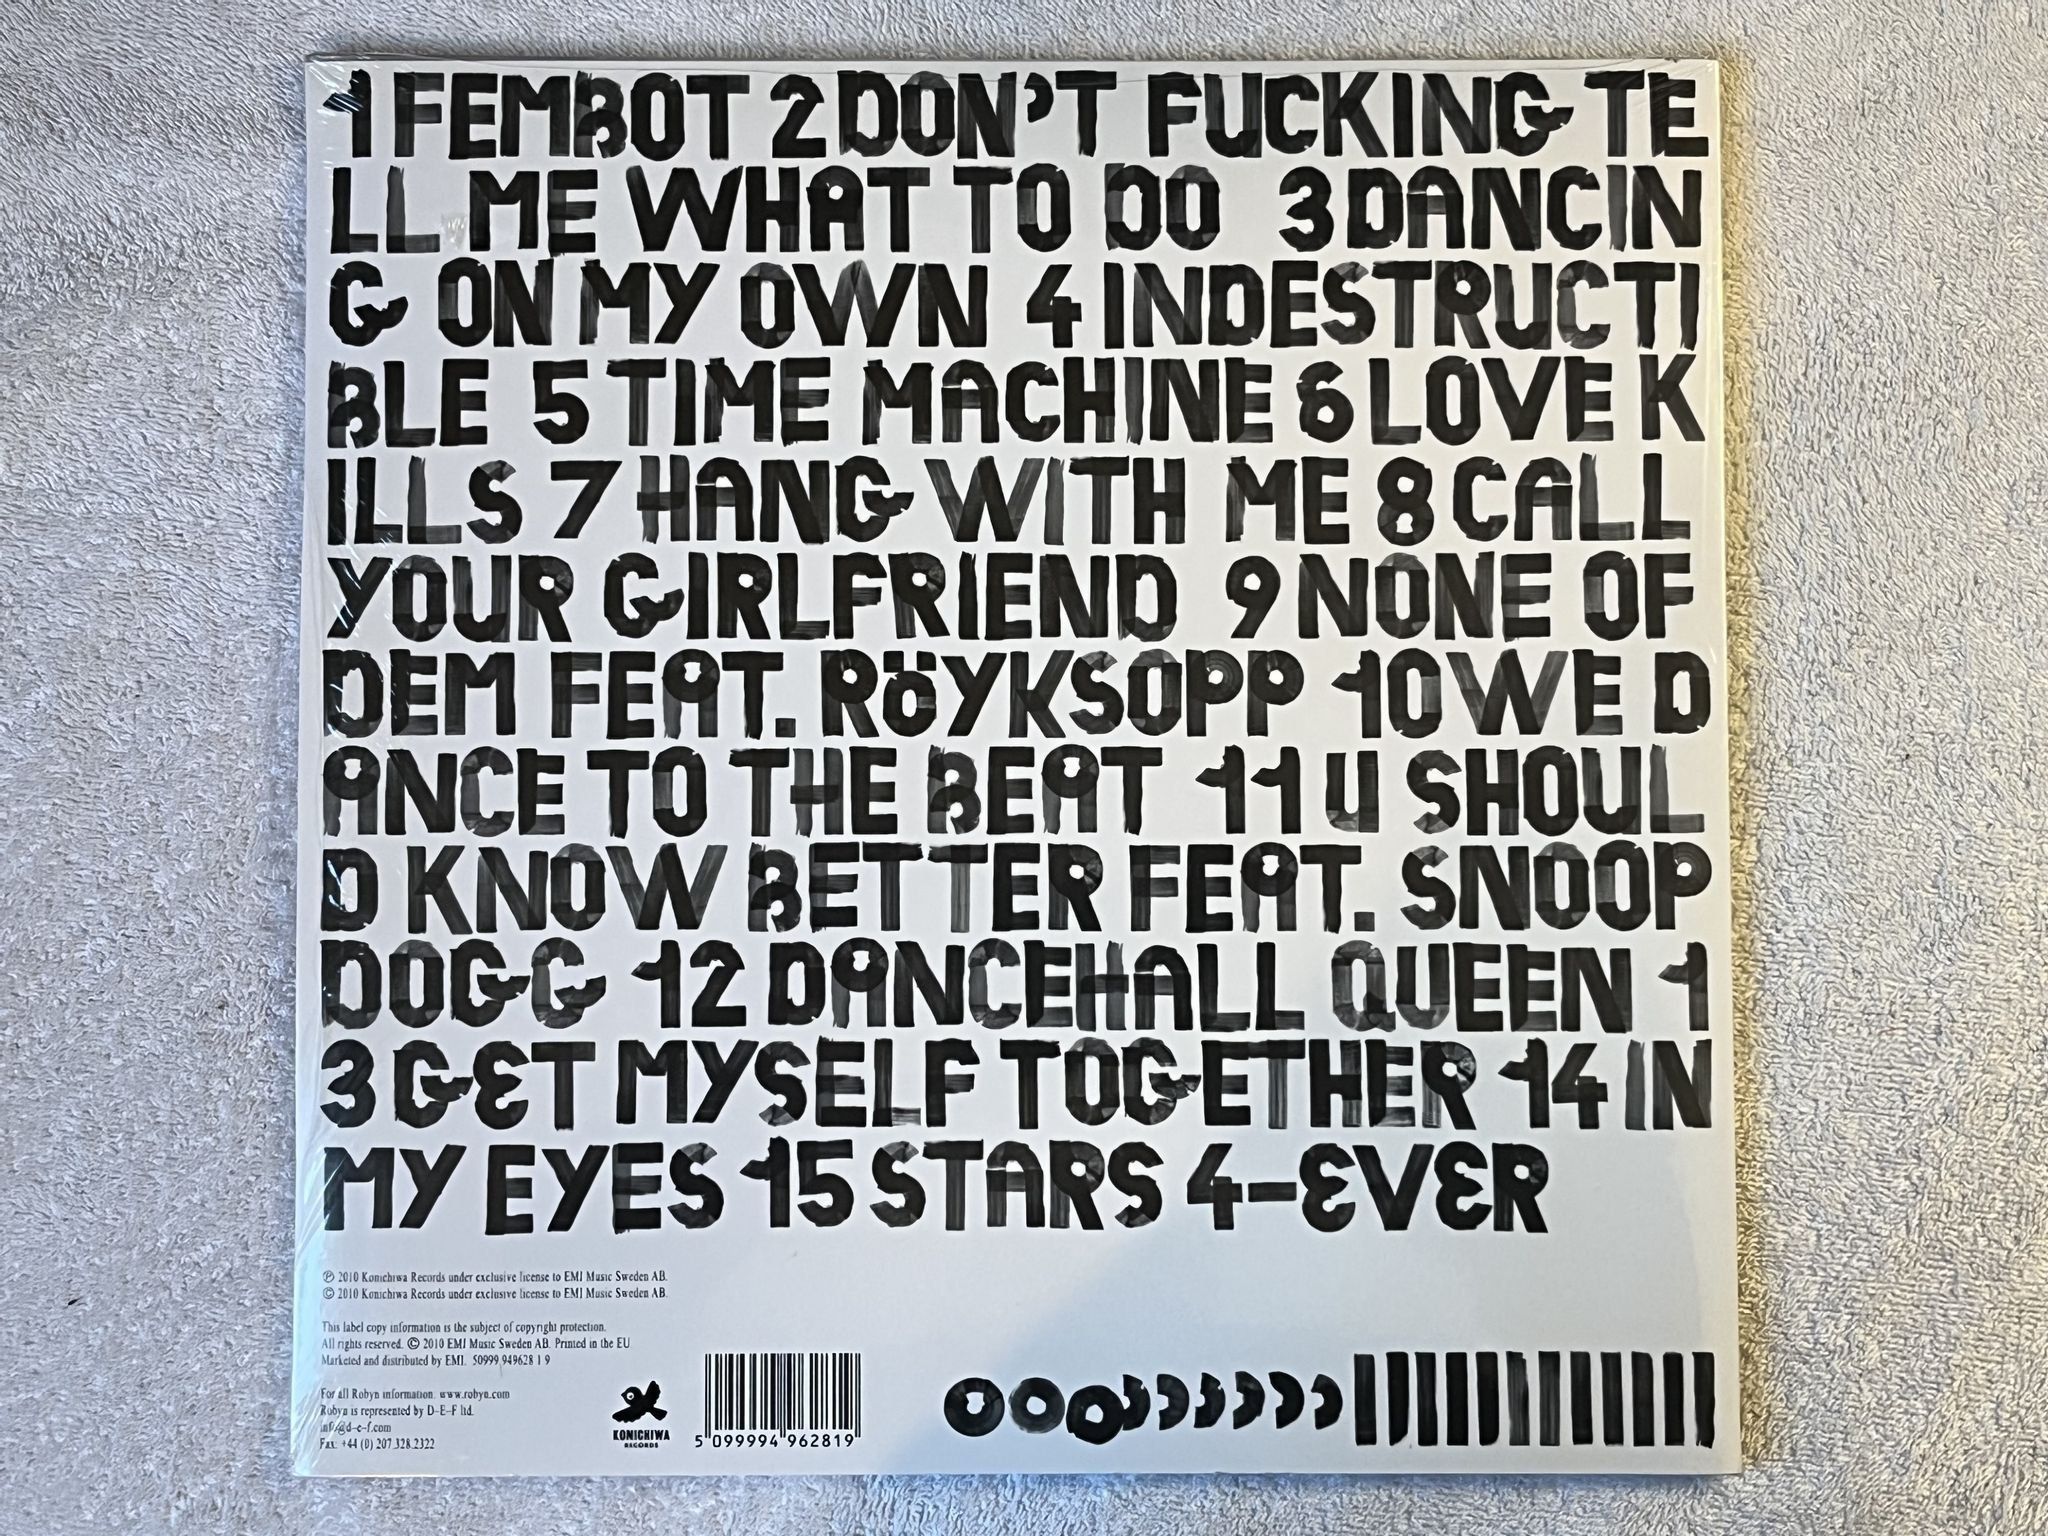 1 FEMBOT 2 DON'T FUCKING TE
LL ME WHAT TO DO 3 DANCIN
G ON MY OWN 4 INDESTRUCTI
BLE 5 TIME MACHINE 6 LOVE K
ILLS 7 HANG WITH ME 8 CALL
YOUR GIRLFRIEND 9 NONE OF
DEM FEAT. RÖYKSOPP 10 WE D
ANCE TO THE BEAT 11 U SHOUL
D KNOW BETTER FEAT. SNOOP
DOGG 12 DANCEHALL QUEEN 1
3 GET MYSELF TOGETHER 14 IN
MY EYES 15 STARS 4-EVER
℗ 2010 Konichiwa Records under exclusive license to EMI Music Sweden AB.
© 2010 Konichiwa Records under exclusive license to EMI Music Sweden AB.
This label copy information is the subject of copyright protection.
All rights reserved. © 2010 EMI Music Sweden AB. Printed in the EU
Marketed and distributed by EMI. 50999 949628 1 9
For all Robyn information: www.robyn.com
Robyn is represented by D-E-F ltd.
info@d-e-f.com
Fax: +44 (0) 207 328 2322
KONICHIWA
RECORDS
5 099994 962819